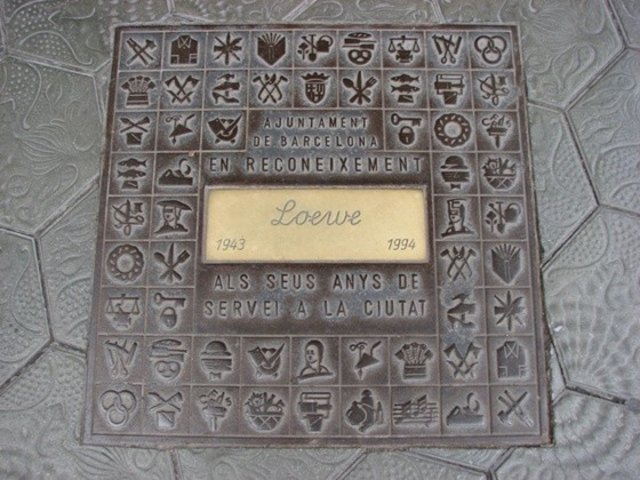 AJUNTAMENT
DE BARCELONA
EN RECONEIXEMENT
Loewe
1943 1994
ALS SEUS ANYS DE
SERVEI A LA CIUTAT